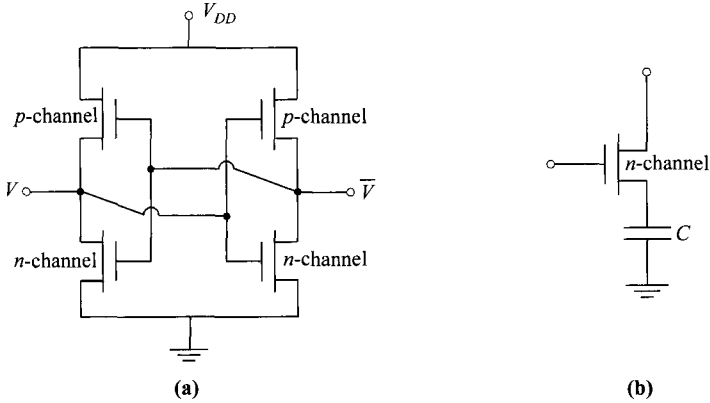 V_DD
p-channel
p-channel
n-channel
V
V̅
n-channel
n-channel
C
(a)
(b)